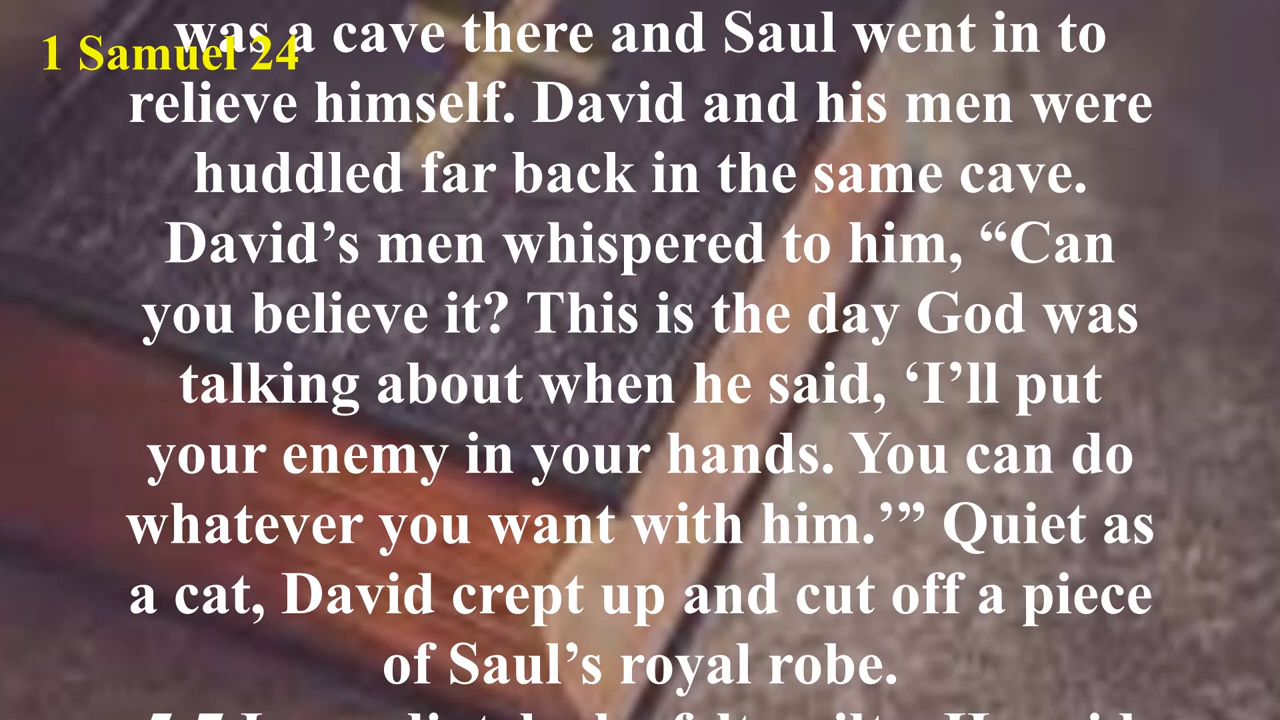 1 Samuel 24
was a cave there and Saul went in to
relieve himself. David and his men were
huddled far back in the same cave.
David’s men whispered to him, “Can
you believe it? This is the day God was
talking about when he said, ‘I’ll put
your enemy in your hands. You can do
whatever you want with him.’” Quiet as
a cat, David crept up and cut off a piece
of Saul’s royal robe.